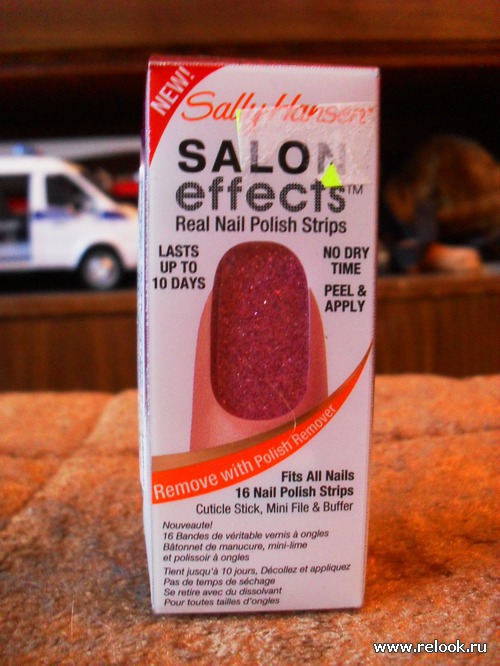 NEW!
Sally Hansen
SALON
effects™
Real Nail Polish Strips
LASTS
UP TO
10 DAYS
NO DRY
TIME
PEEL &
APPLY
Remove with Polish Remover
Fits All Nails
16 Nail Polish Strips
Cuticle Stick, Mini File & Buffer
Nouveaute!
16 Bandes de véritable vernis à ongles
Bâtonnet de manucure, mini-lime
et polissoir à ongles
Tient jusqu'à 10 jours, Décollez et appliquez
Pas de temps de séchage
Se retire avec du dissolvant
Pour toutes tailles d'ongles
www.relook.ru